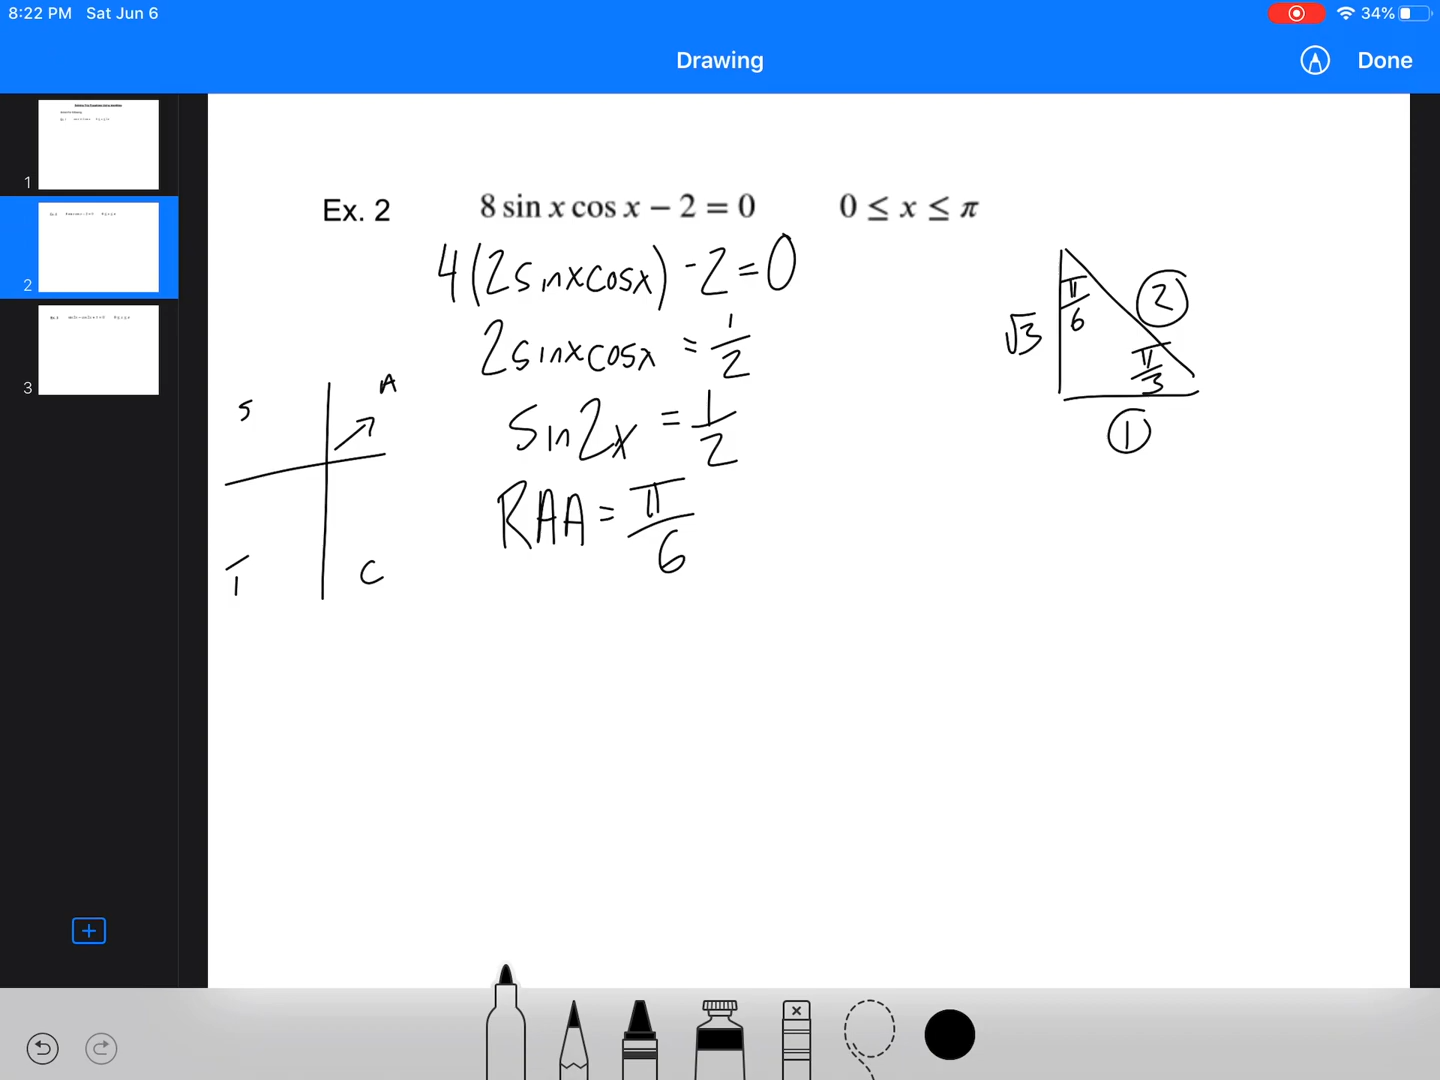 8:22 PM Sat Jun 6
34%
Drawing
Done
1
2
3
Ex. 2 8 sin x cos x − 2 = 0 0 ≤ x ≤ π
4(2sinxcosx) -2=0
2sinxcosx = 1/2
sin2x = 1/2
RAA = π/6
S
A
T
C
√3
π/6
2
π/3
1